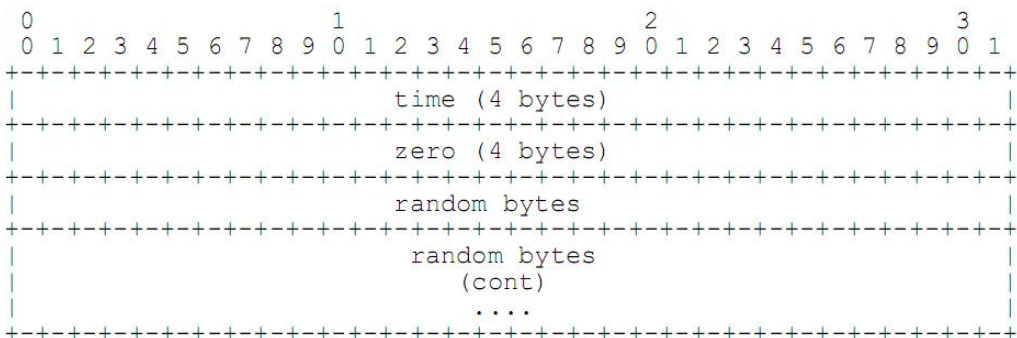 0                   1                   2                   3
0 1 2 3 4 5 6 7 8 9 0 1 2 3 4 5 6 7 8 9 0 1 2 3 4 5 6 7 8 9 0 1
+-+-+-+-+-+-+-+-+-+-+-+-+-+-+-+-+-+-+-+-+-+-+-+-+-+-+-+-+-+-+-+-+
| time (4 bytes) |
+-+-+-+-+-+-+-+-+-+-+-+-+-+-+-+-+-+-+-+-+-+-+-+-+-+-+-+-+-+-+-+-+
| zero (4 bytes) |
+-+-+-+-+-+-+-+-+-+-+-+-+-+-+-+-+-+-+-+-+-+-+-+-+-+-+-+-+-+-+-+-+
| random bytes |
+-+-+-+-+-+-+-+-+-+-+-+-+-+-+-+-+-+-+-+-+-+-+-+-+-+-+-+-+-+-+-+-+
| random bytes |
| (cont) |
| .... |
+-+-+-+-+-+-+-+-+-+-+-+-+-+-+-+-+-+-+-+-+-+-+-+-+-+-+-+-+-+-+-+-+